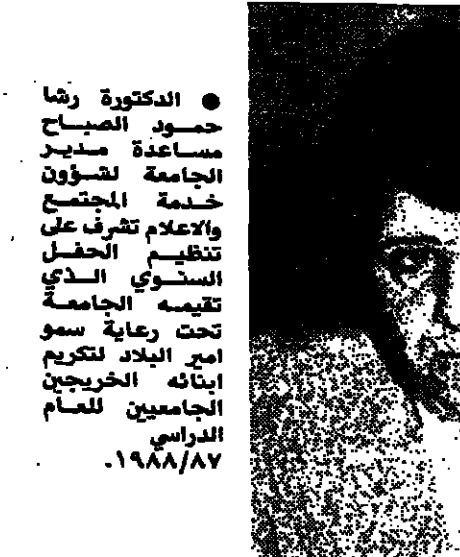 ● الدكتورة رشا
حمود الصباح
مساعدة مدير
الجامعة لشؤون
خدمة المجتمع
والاعلام تشرف على
تنظيم الحفل
السنوي الذي
تقيمه الجامعة
تحت رعاية سمو
امير البلاد لتكريم
ابنائه الخريجين
الجامعيين للعام
الدراسي
١٩٨٨/٨٧.